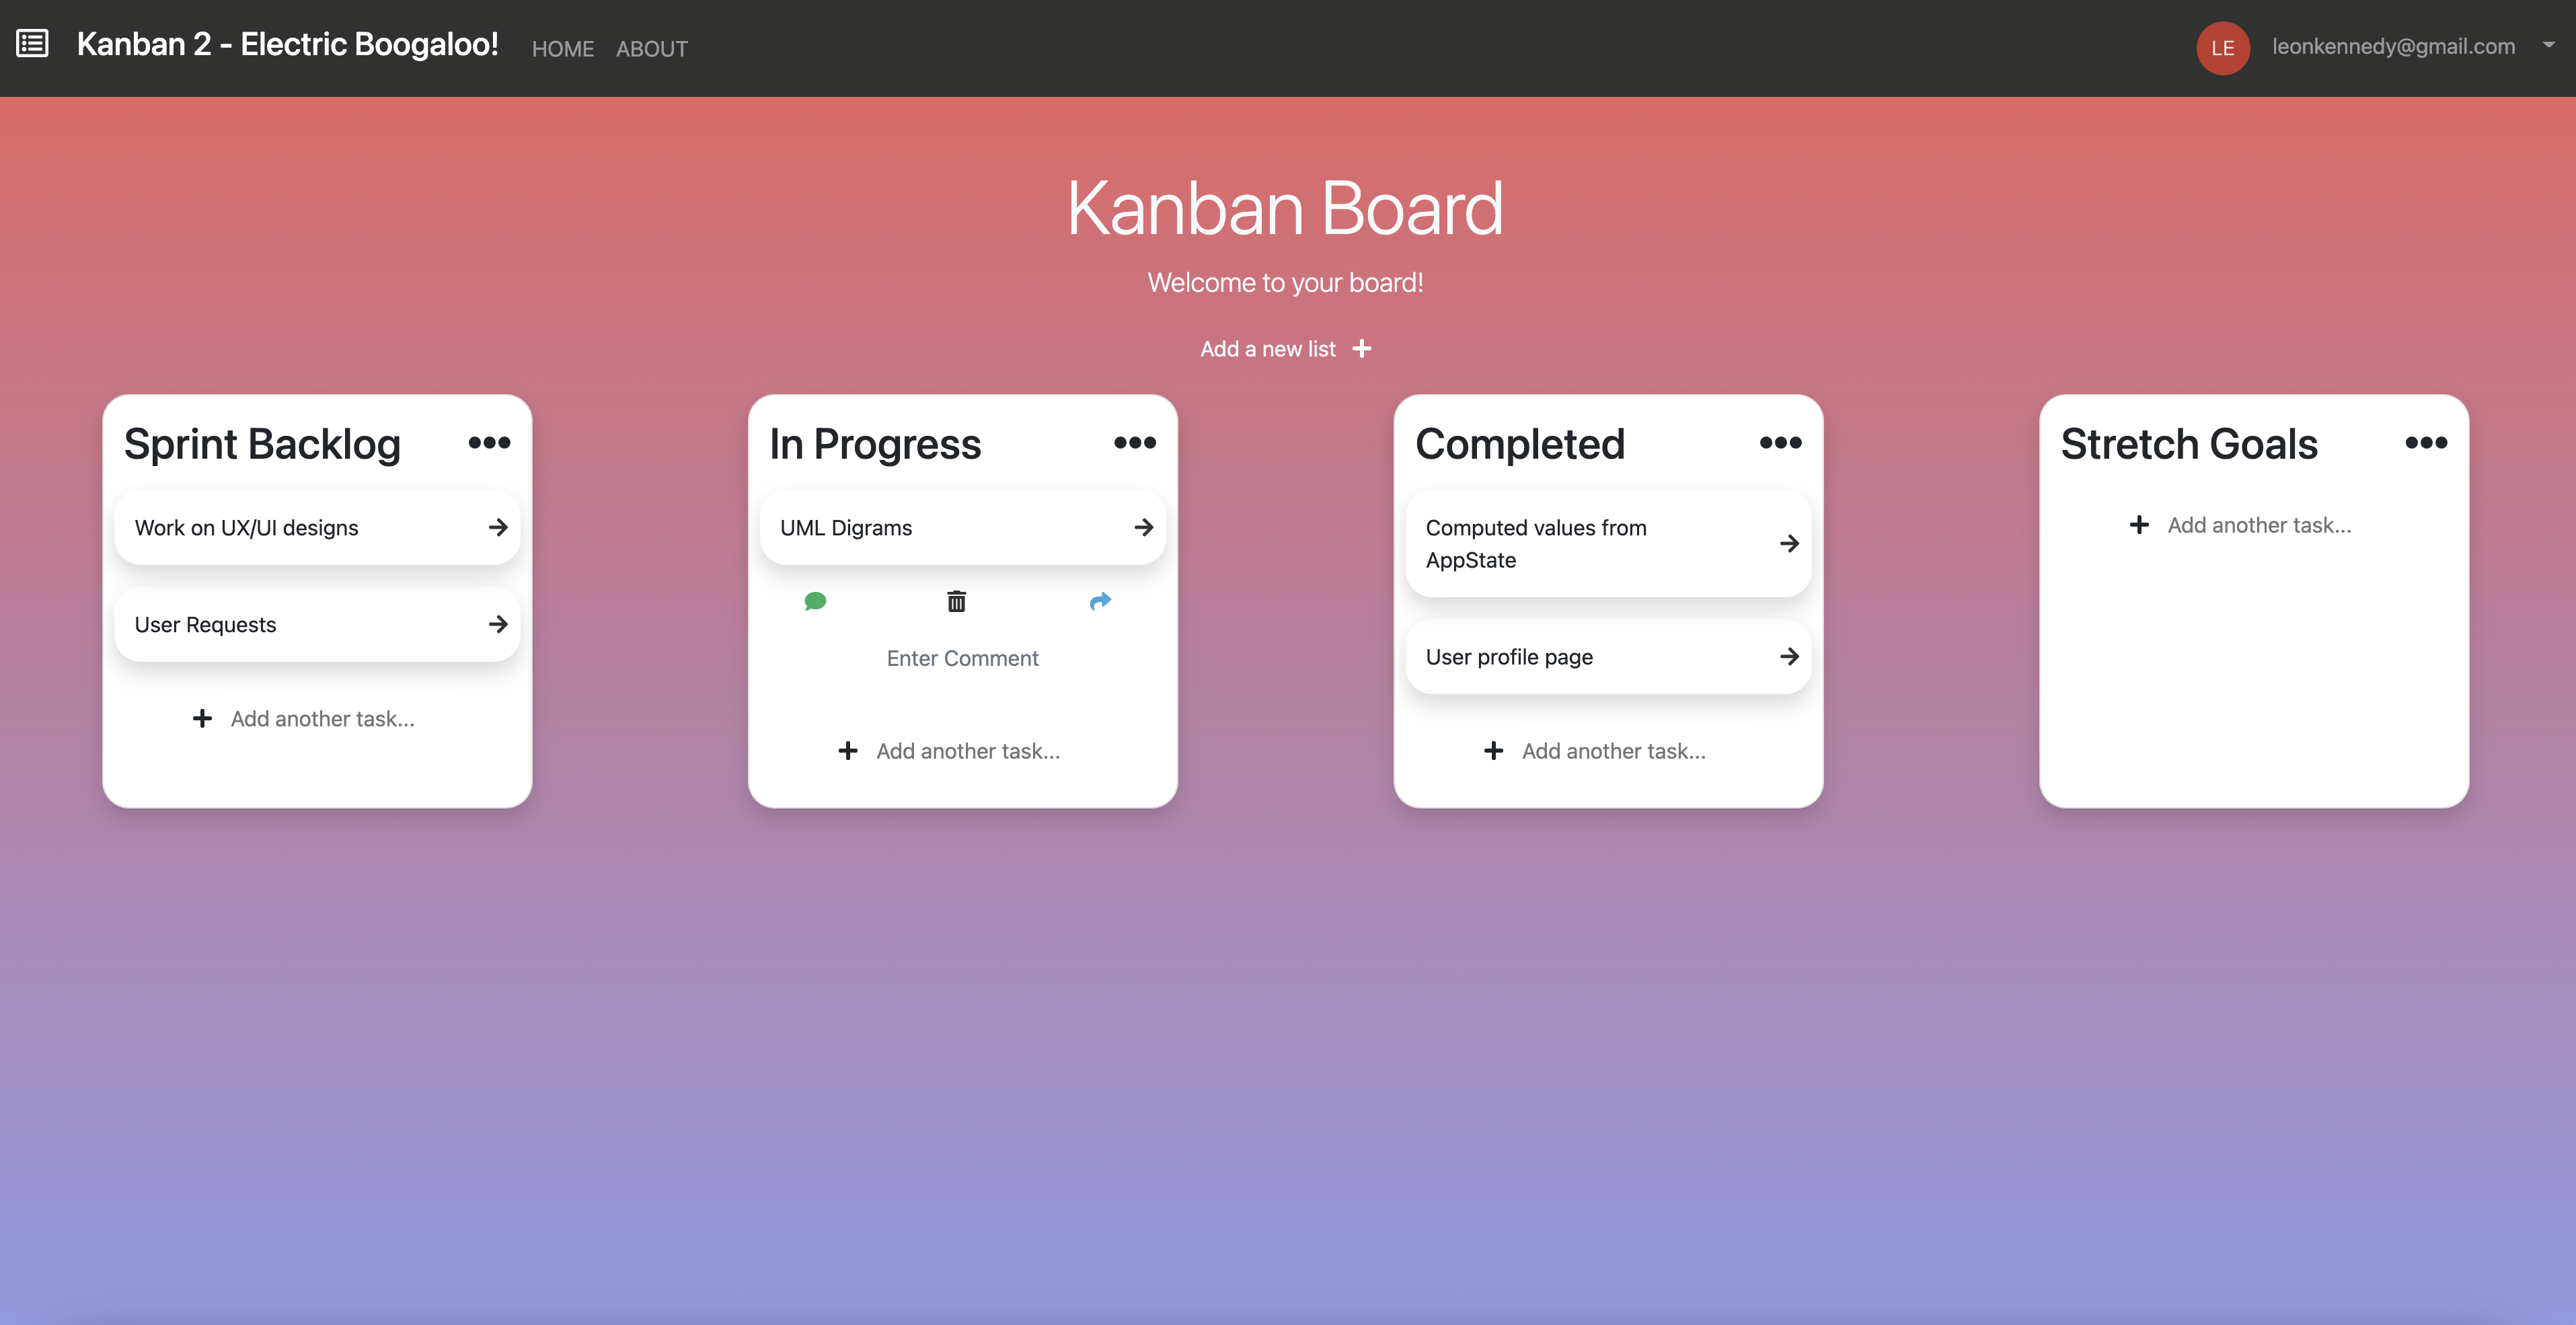 Kanban 2 - Electric Boogaloo!
HOME
ABOUT
LE
leonkennedy@gmail.com
Kanban Board
Welcome to your board!
Add a new list
Sprint Backlog
Work on UX/UI designs
User Requests
Add another task...
In Progress
UML Digrams
Enter Comment
Add another task...
Completed
Computed values from
AppState
User profile page
Add another task...
Stretch Goals
Add another task...